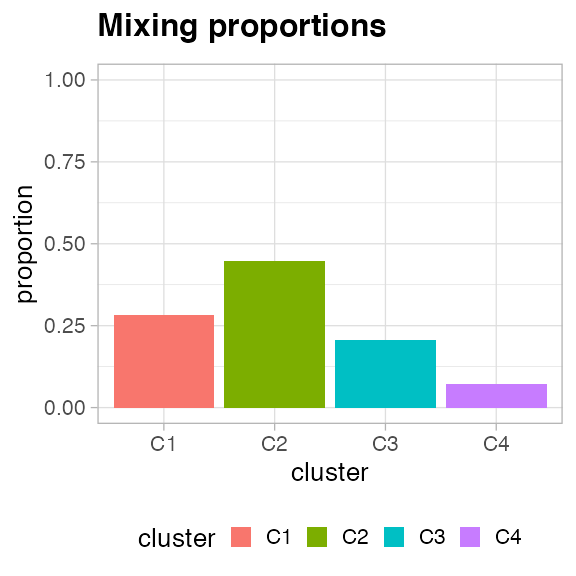 Mixing proportions
1.00
0.75
0.50
0.25
0.00
proportion
C1 C2 C3 C4
cluster
cluster C1 C2 C3 C4